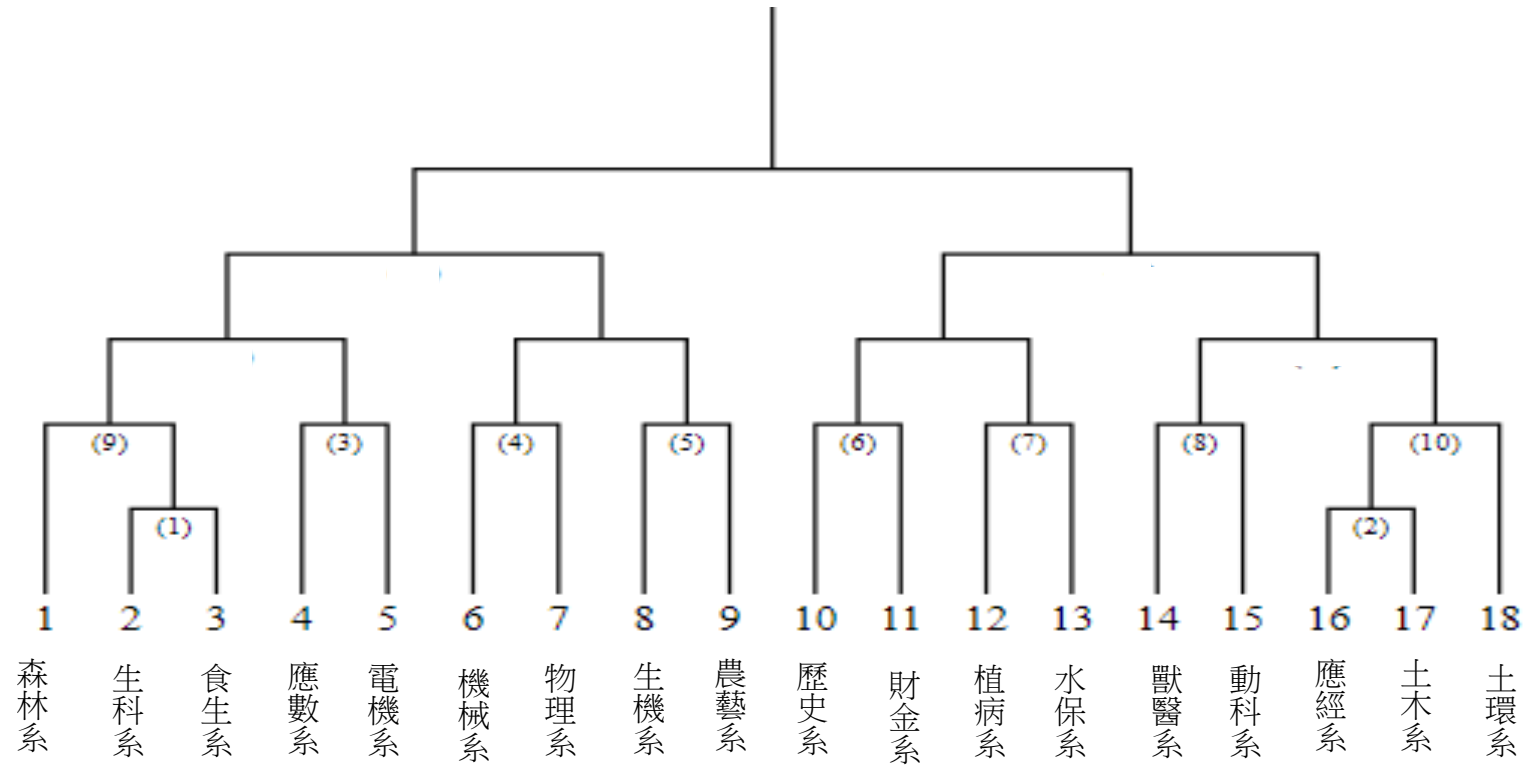 (9) (3) (4) (5) (6) (7) (8) (10)
(1) (2)
1 2 3 4 5 6 7 8 9 10 11 12 13 14 15 16 17 18
森林系
生科系
食生系
應數系
電機系
機械系
物理系
生機系
農藝系
歷史系
財金系
植病系
水保系
獸醫系
動科系
應經系
土木系
土環系